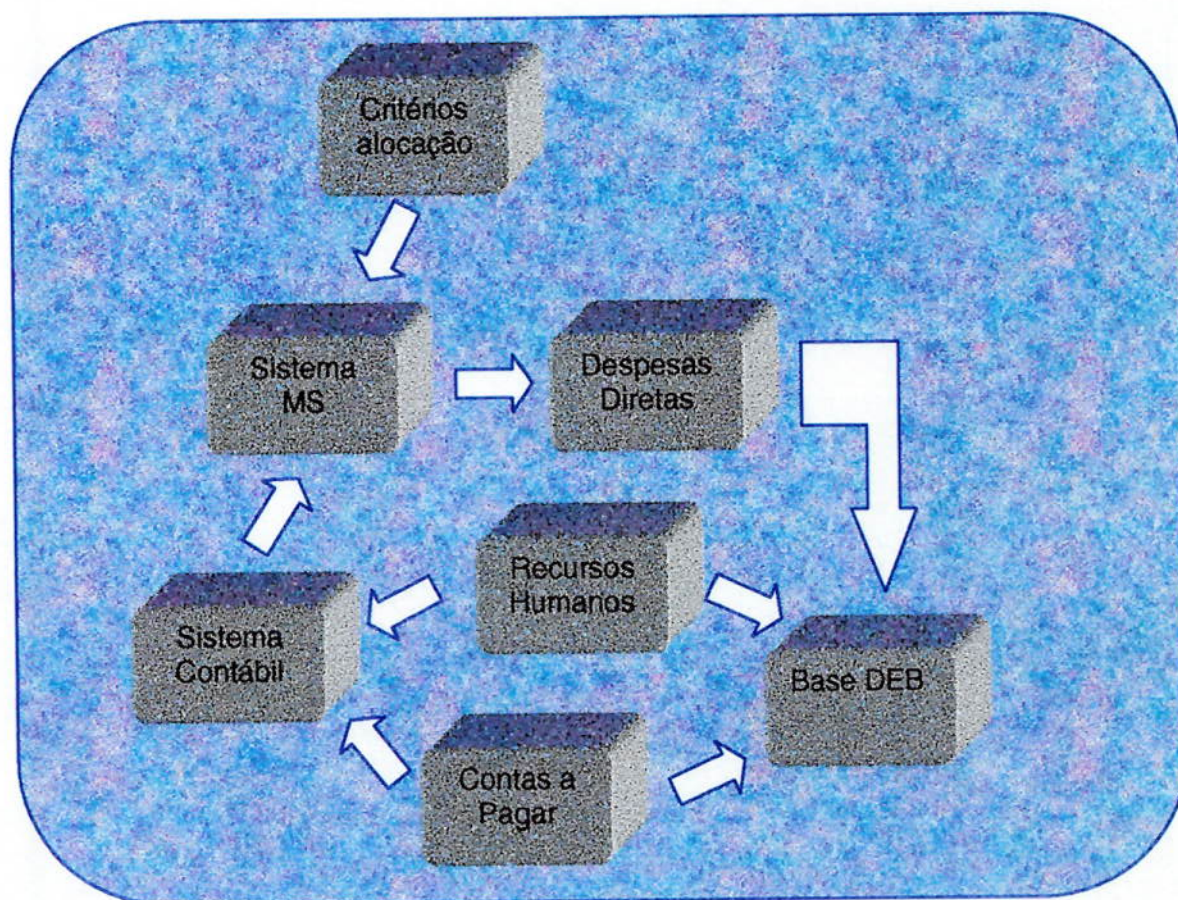 Critérios
alocação
Sistema
MS
Despesas
Diretas
Recursos
Humanos
Sistema
Contábil
Base DEB
Contas a
Pagar